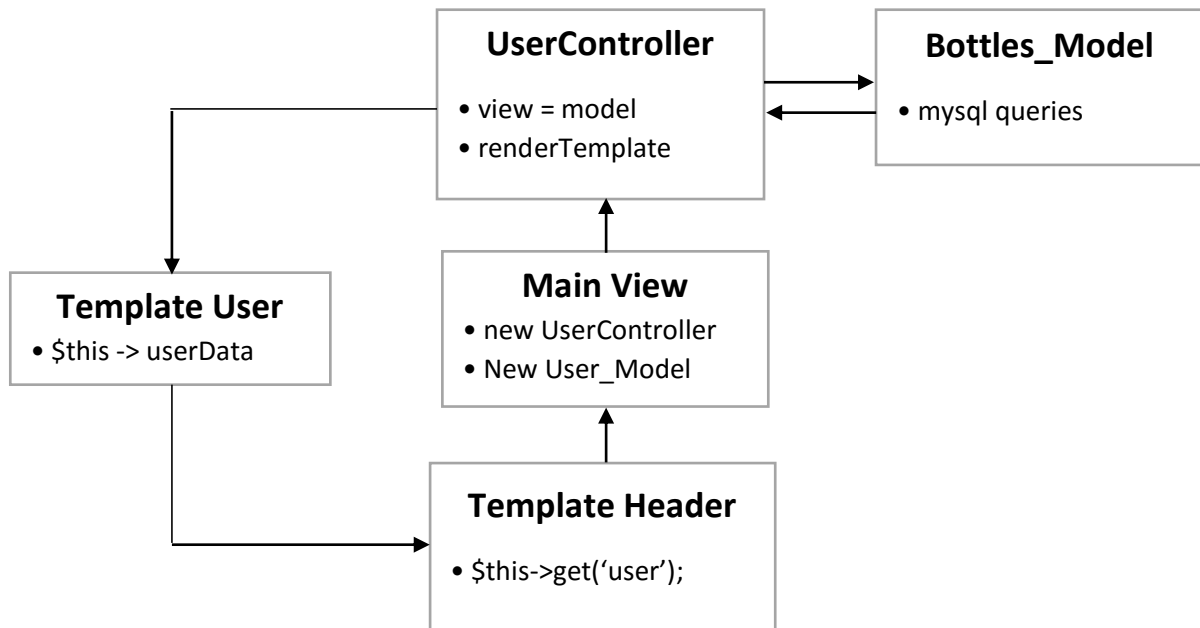 UserController
• view = model
• renderTemplate
Bottles_Model
• mysql queries
Template User
• $this -> userData
Main View
• new UserController
• New User_Model
Template Header
• $this->get(‘user’);